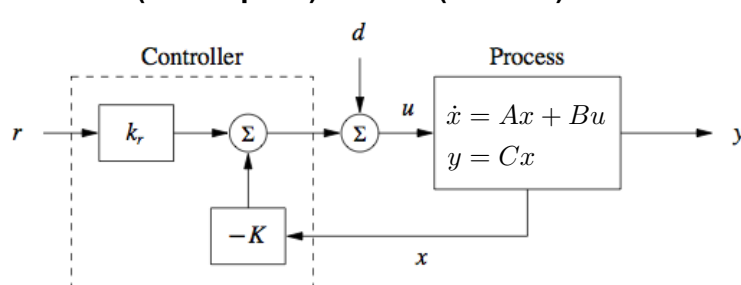 d
Controller
Process
r
k_r
Σ
Σ
u
ẋ = Ax + Bu
y = Cx
y
−K
x